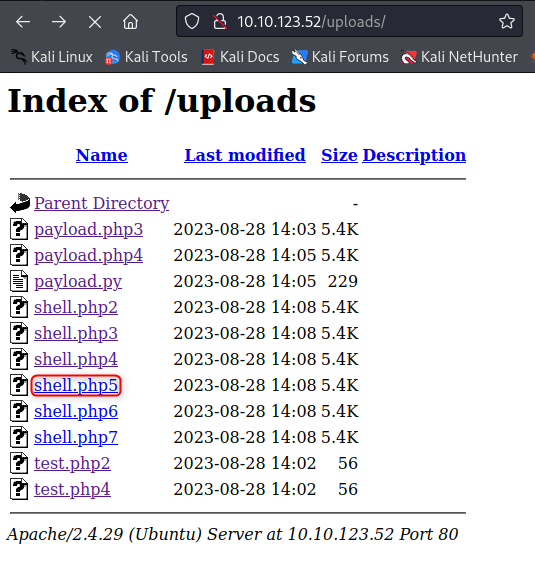 10.10.123.52/uploads/
Kali Linux Kali Tools Kali Docs Kali Forums Kali NetHunter
Index of /uploads
Name Last modified Size Description
Parent Directory -
payload.php3 2023-08-28 14:03 5.4K
payload.php4 2023-08-28 14:05 5.4K
payload.py 2023-08-28 14:05 229
shell.php2 2023-08-28 14:08 5.4K
shell.php3 2023-08-28 14:08 5.4K
shell.php4 2023-08-28 14:08 5.4K
shell.php5 2023-08-28 14:08 5.4K
shell.php6 2023-08-28 14:08 5.4K
shell.php7 2023-08-28 14:08 5.4K
test.php2 2023-08-28 14:02 56
test.php4 2023-08-28 14:02 56
Apache/2.4.29 (Ubuntu) Server at 10.10.123.52 Port 80